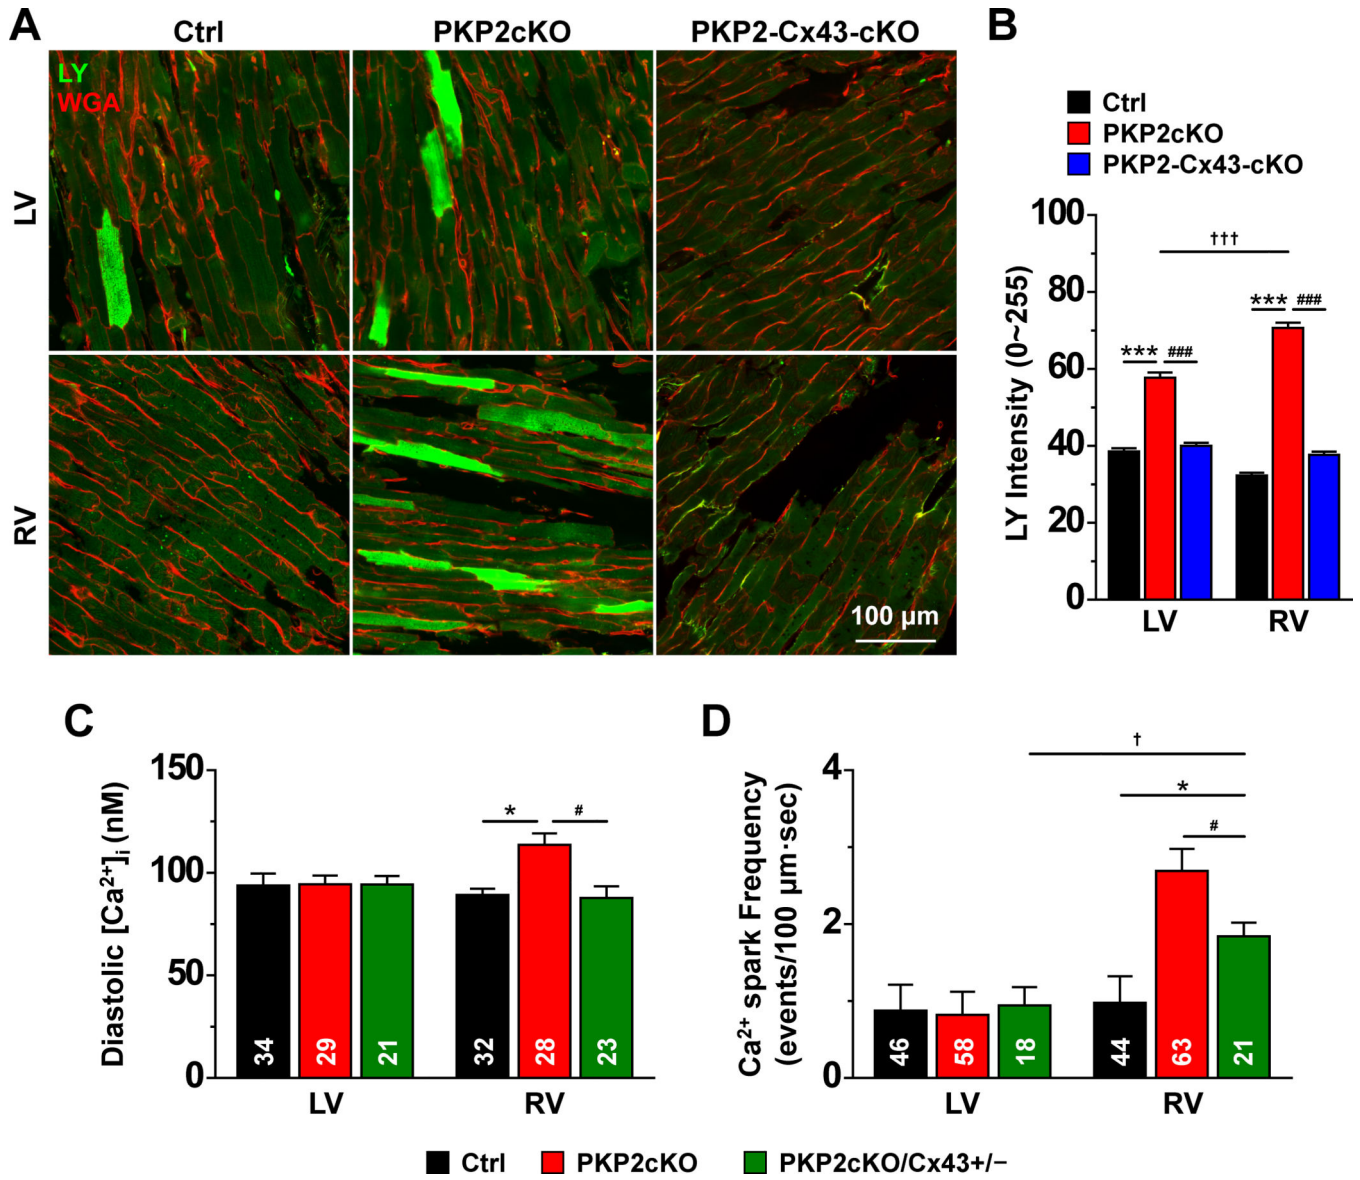 A
Ctrl
PKP2cKO
PKP2-Cx43-cKO
LY
WGA
LV
RV
100 µm
B
Ctrl
PKP2cKO
PKP2-Cx43-cKO
LY Intensity (0~255)
100
80
60
40
20
0
†††
*** ###
*** ###
LV
RV
C
Diastolic [Ca²⁺]ᵢ (nM)
150
100
50
0
* #
34
29
21
32
28
23
LV
RV
D
Ca²⁺ spark Frequency
(events/100 µm·sec)
4
2
0
†
*
#
46
58
18
44
63
21
LV
RV
Ctrl
PKP2cKO
PKP2cKO/Cx43+/−